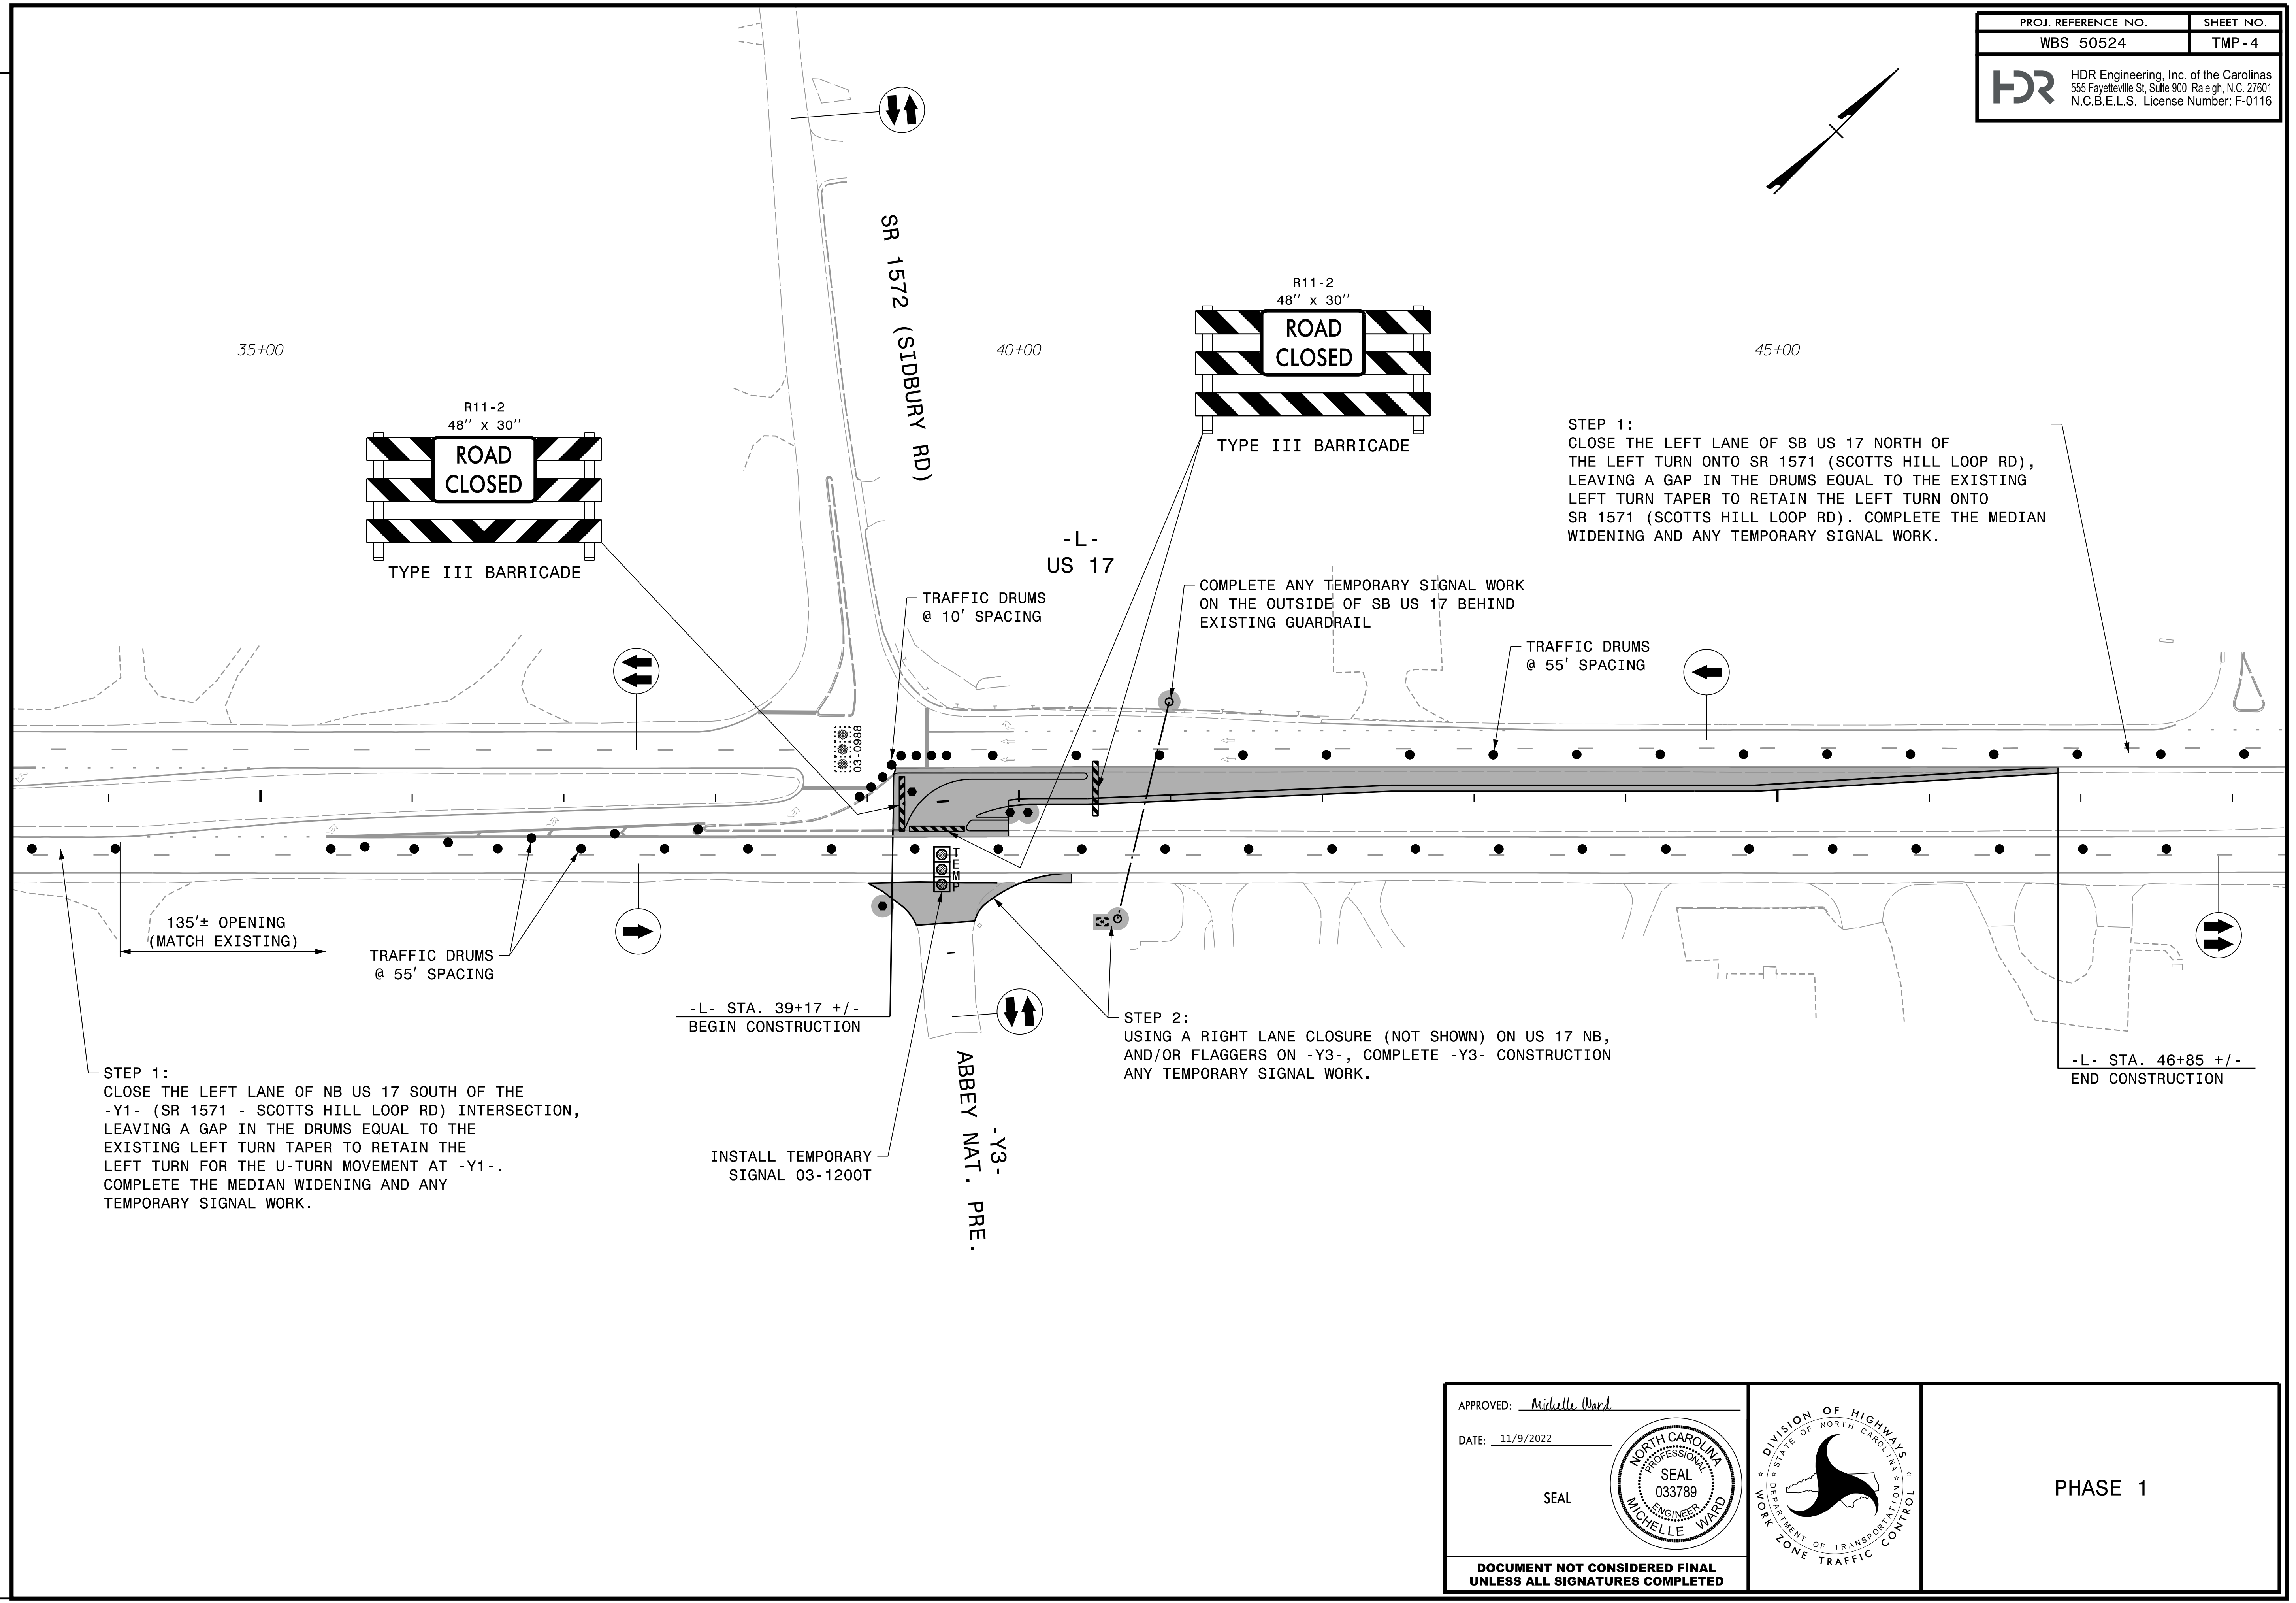 PROJ. REFERENCE NO. SHEET NO.
WBS 50524 TMP-4
HDR
HDR Engineering, Inc. of the Carolinas
555 Fayetteville St, Suite 900 Raleigh, N.C. 27601
N.C.B.E.L.S. License Number: F-0116
SR 1572 (SIDBURY RD)
35+00
40+00
45+00
R11-2
48'' x 30''
ROAD
CLOSED
TYPE III BARRICADE
R11-2
48'' x 30''
ROAD
CLOSED
TYPE III BARRICADE
STEP 1:
CLOSE THE LEFT LANE OF SB US 17 NORTH OF
THE LEFT TURN ONTO SR 1571 (SCOTTS HILL LOOP RD),
LEAVING A GAP IN THE DRUMS EQUAL TO THE EXISTING
LEFT TURN TAPER TO RETAIN THE LEFT TURN ONTO
SR 1571 (SCOTTS HILL LOOP RD). COMPLETE THE MEDIAN
WIDENING AND ANY TEMPORARY SIGNAL WORK.
-L-
US 17
TRAFFIC DRUMS
@ 10' SPACING
COMPLETE ANY TEMPORARY SIGNAL WORK
ON THE OUTSIDE OF SB US 17 BEHIND
EXISTING GUARDRAIL
TRAFFIC DRUMS
@ 55' SPACING
03-0988
TEMP
135'± OPENING
(MATCH EXISTING)
TRAFFIC DRUMS
@ 55' SPACING
-L- STA. 39+17 +/-
BEGIN CONSTRUCTION
STEP 2:
USING A RIGHT LANE CLOSURE (NOT SHOWN) ON US 17 NB,
AND/OR FLAGGERS ON -Y3-, COMPLETE -Y3- CONSTRUCTION
ANY TEMPORARY SIGNAL WORK.
-L- STA. 46+85 +/-
END CONSTRUCTION
STEP 1:
CLOSE THE LEFT LANE OF NB US 17 SOUTH OF THE
-Y1- (SR 1571 - SCOTTS HILL LOOP RD) INTERSECTION,
LEAVING A GAP IN THE DRUMS EQUAL TO THE
EXISTING LEFT TURN TAPER TO RETAIN THE
LEFT TURN FOR THE U-TURN MOVEMENT AT -Y1-.
COMPLETE THE MEDIAN WIDENING AND ANY
TEMPORARY SIGNAL WORK.
INSTALL TEMPORARY
SIGNAL 03-1200T
-Y3-
ABBEY NAT. PRE.
APPROVED: Michelle Ward
DATE: 11/9/2022
SEAL
NORTH CAROLINA
PROFESSIONAL
SEAL
033789
ENGINEER
MICHELLE WARD
DOCUMENT NOT CONSIDERED FINAL
UNLESS ALL SIGNATURES COMPLETED
DIVISION OF HIGHWAYS
STATE OF NORTH CAROLINA
DEPARTMENT OF TRANSPORTATION
WORK ZONE TRAFFIC CONTROL
PHASE 1